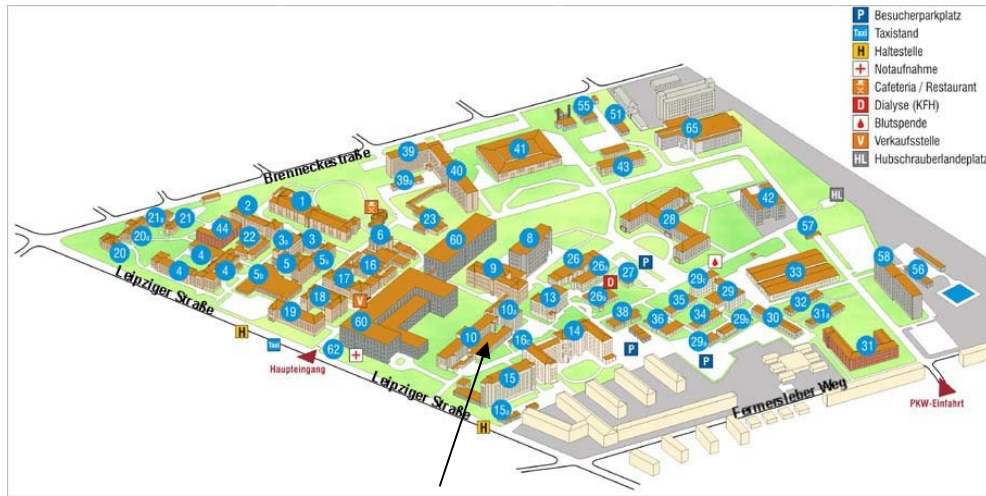 P Besucherparkplatz
Taxi Taxistand
H Haltestelle
Notaufnahme
Cafeteria / Restaurant
D Dialyse (KFH)
Blutspende
V Verkaufsstelle
HL Hubschrauberlandeplatz
55
51
65
Brenneckestraße
39
40
41
43
39a
42
HL
1
2
21a
21
20a
20
44
22
3a
3
6
23
60
8
28
57
4
4
4
5b
5
5a
17
16
9
26
26
27
P
58
56
D
29
33
19
18
V
60
13
35
29
32
31a
10a
38
36
34
29b
30
Leipziger Straße
H
Taxi
62
Haupteingang
10
16c
14
P
29a
P
31
Leipziger Straße
15
15a
H
Fermersleber Weg
PKW-Einfahrt